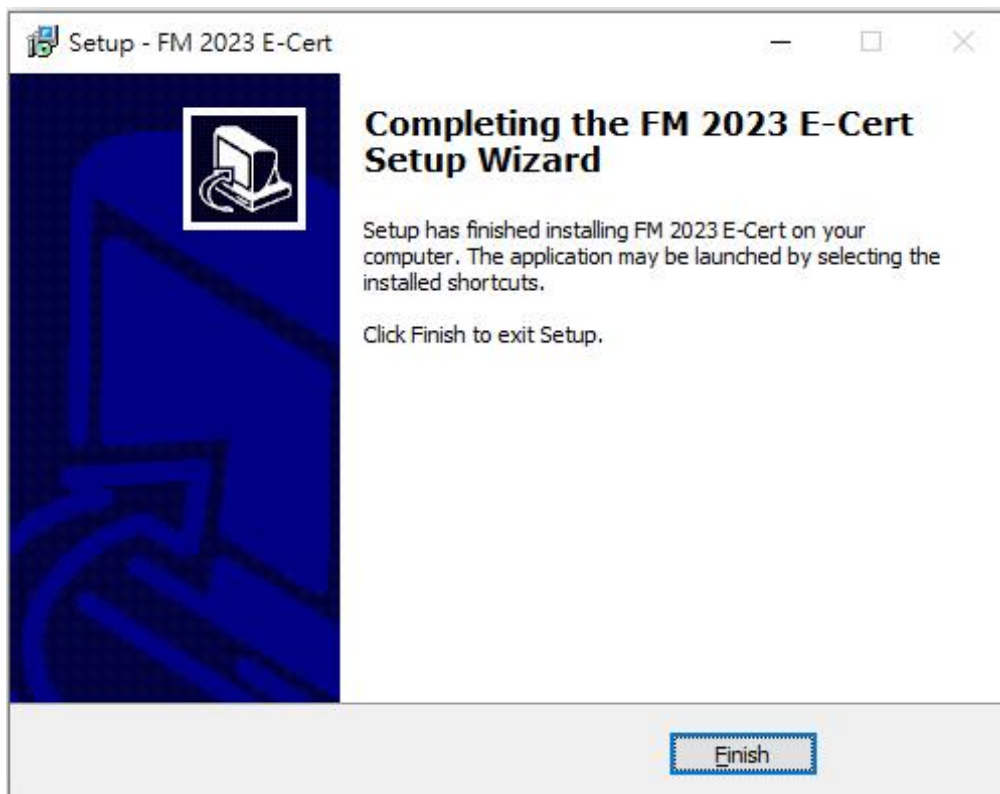 Setup - FM 2023 E-Cert
Completing the FM 2023 E-Cert
Setup Wizard
Setup has finished installing FM 2023 E-Cert on your
computer. The application may be launched by selecting the
installed shortcuts.
Click Finish to exit Setup.
Finish